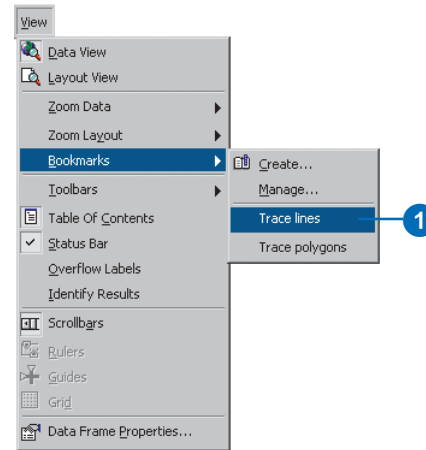 View
Data View
Layout View
Zoom Data
Zoom Layout
Bookmarks
Create...
Manage...
Trace lines
1
Trace polygons
Toolbars
Table Of Contents
Status Bar
Overflow Labels
Identify Results
Scrollbars
Rulers
Guides
Grid
Data Frame Properties...